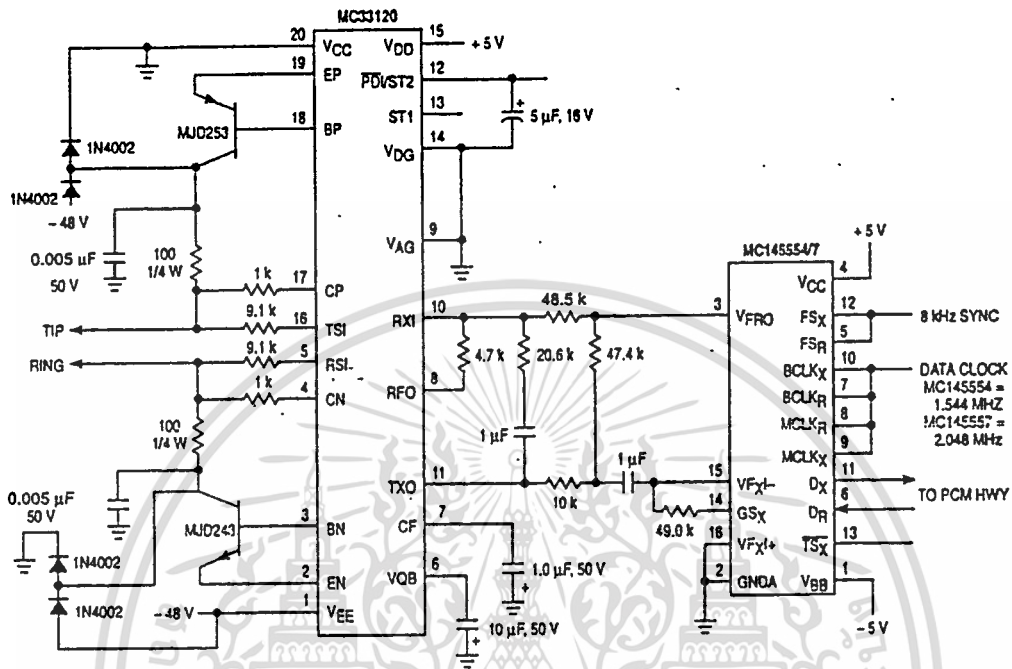 MC33120
20
VCC
VDD
15
+5 V
19
EP
PDI/ST2
12
MJD253
18
BP
ST1
13
5 µF, 16 V
VDG
14
1N4002
1N4002
-48 V
0.005 µF
50 V
100
1/4 W
VAG
9
MC145554/7
+5 V
VCC
4
1 k
17
CP
48.5 k
FSX
12
8 kHz SYNC
TIP
9.1 k
16
TSI
RXI
10
3
VFRO
FSR
5
RING
9.1 k
5
RSI
4.7 k
20.6 k
47.4 k
BCLKX
10
DATA CLOCK
MC145554 =
1.544 MHZ
MC145557 =
2.048 MHz
1 k
4
CN
RFO
8
BCLKR
7
MCLKR
8
MCLKX
9
100
1/4 W
1 µF
1 µF
TXO
11
10 k
15
VFXI-
DX
11
TO PCM HWY
0.005 µF
50 V
MJD243
3
BN
CF
7
49.0 k
14
GSX
DR
6
1N4002
16
VFXI+
TSX
13
1.0 µF, 50 V
2
EN
VQB
6
2
GNDA
VBB
1
1N4002
-48 V
1
VEE
10 µF, 50 V
-5 V